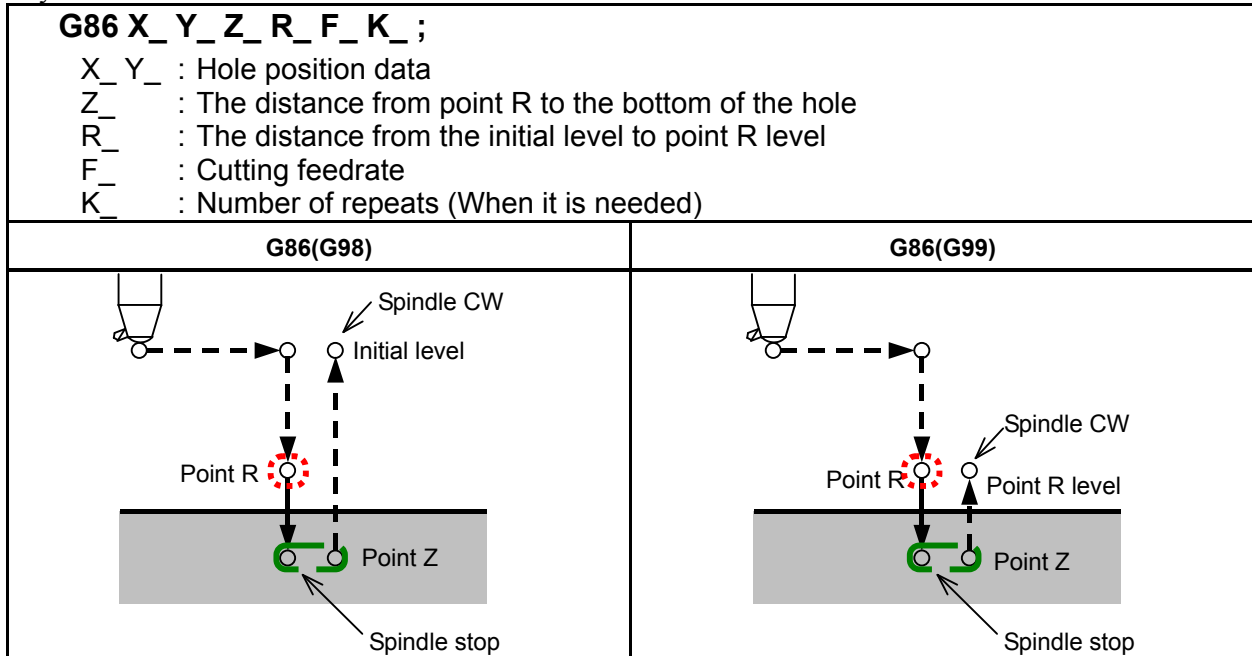 G86 X_ Y_ Z_ R_ F_ K_ ;
X_ Y_ : Hole position data
Z_ : The distance from point R to the bottom of the hole
R_ : The distance from the initial level to point R level
F_ : Cutting feedrate
K_ : Number of repeats (When it is needed)
G86(G98) G86(G99)
Spindle CW
Initial level
Point R
Point Z
Spindle stop
Spindle CW
Point R
Point R level
Point Z
Spindle stop